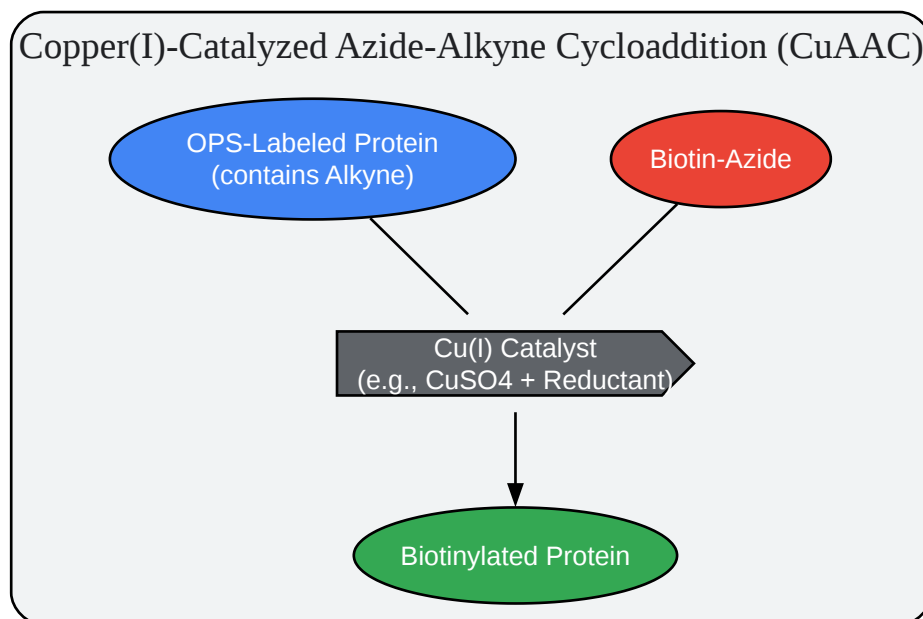 Copper(I)-Catalyzed Azide-Alkyne Cycloaddition (CuAAC)
OPS-Labeled Protein
(contains Alkyne)
Biotin-Azide
Cu(I) Catalyst
(e.g., CuSO4 + Reductant)
Biotinylated Protein